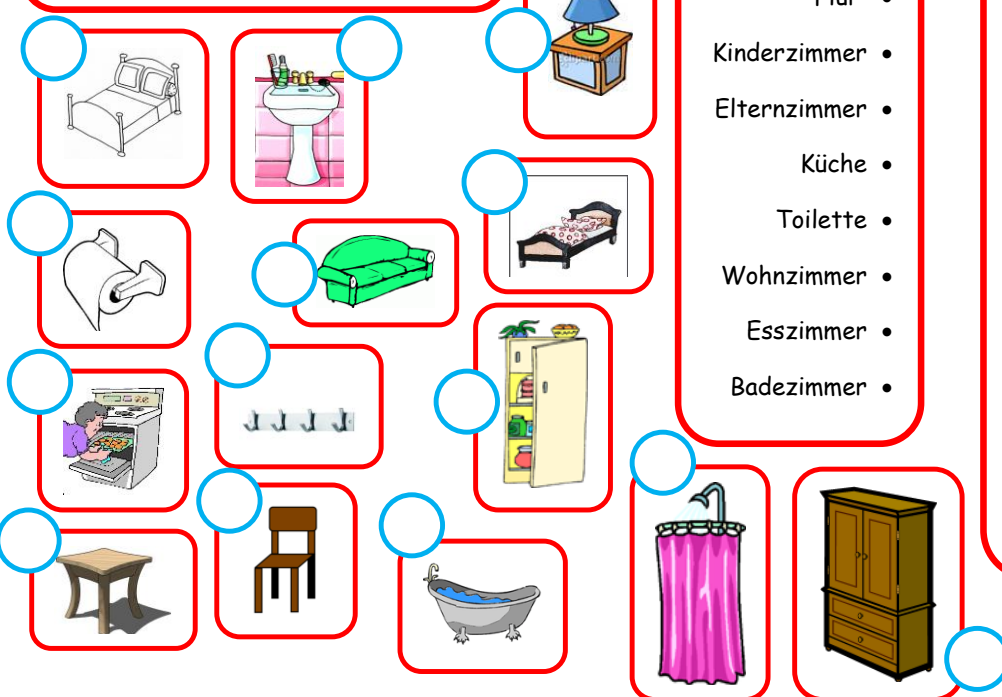 Kinderzimmer •
Elternzimmer •
Küche •
Toilette •
Wohnzimmer •
Esszimmer •
Badezimmer •